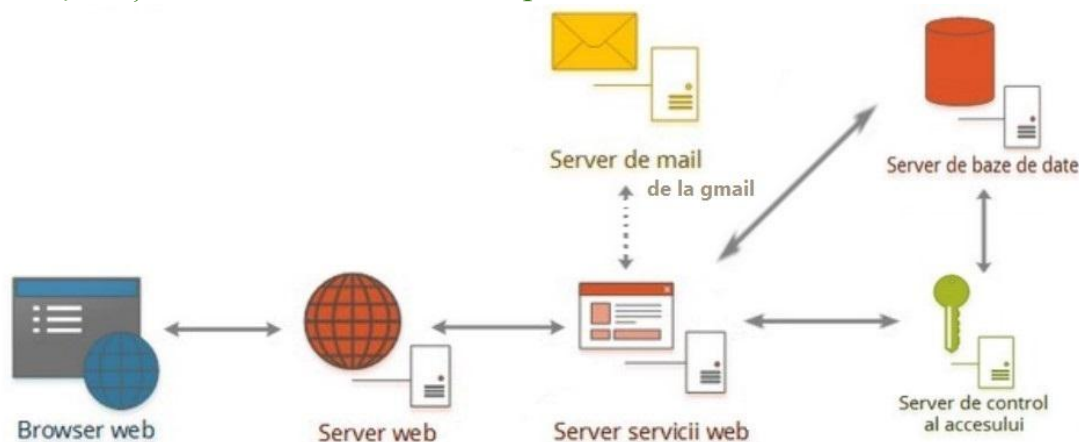 Server de mail
de la gmail
Server de baze de date
Browser web
Server web
Server servicii web
Server de control
al accesului